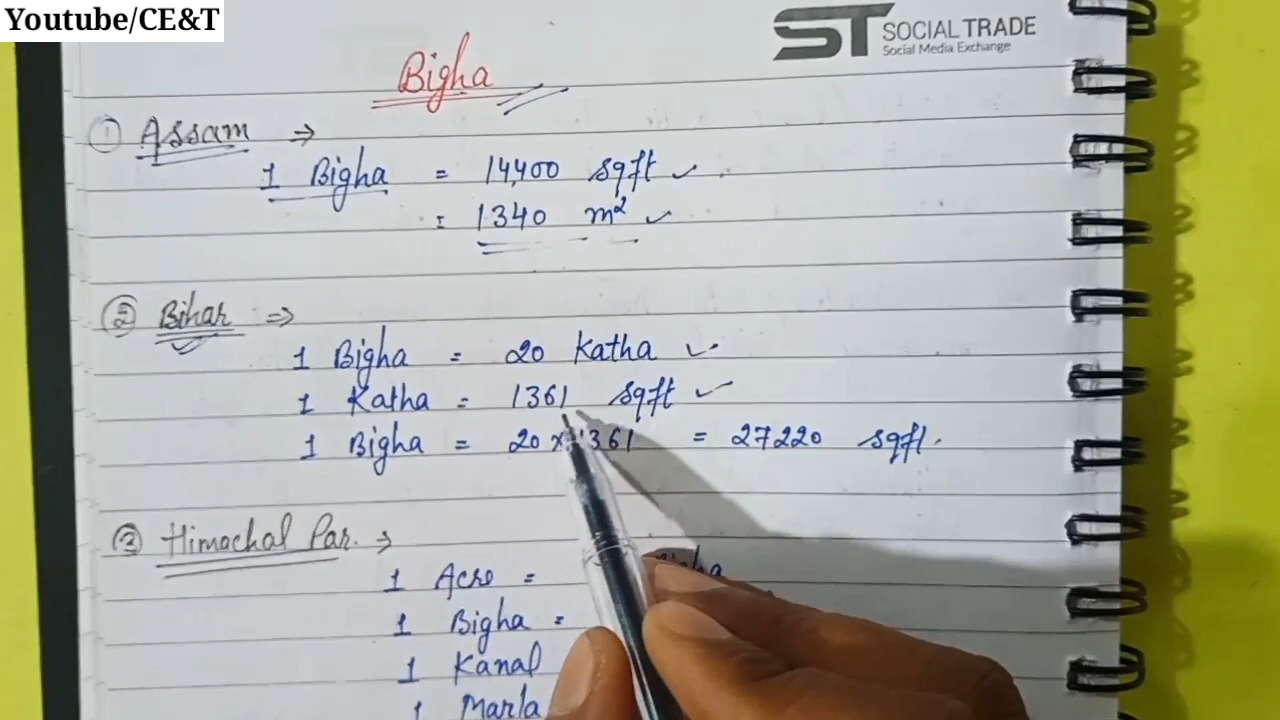 Youtube/CE&T
ST SOCIAL TRADE
Social Media Exchange
Bigha
① Assam ⇒
1 Bigha = 14,400 sqft ✓
= 1340 m² ✓
② Bihar ⇒
1 Bigha = 20 Katha ✓
1 Katha = 1361 sqft ✓
1 Bigha = 20 × 1361 = 27220 sqft.
③ Himachal Par. ⇒
1 Acre = Bigha
1 Bigha =
1 Kanal
1 Marla